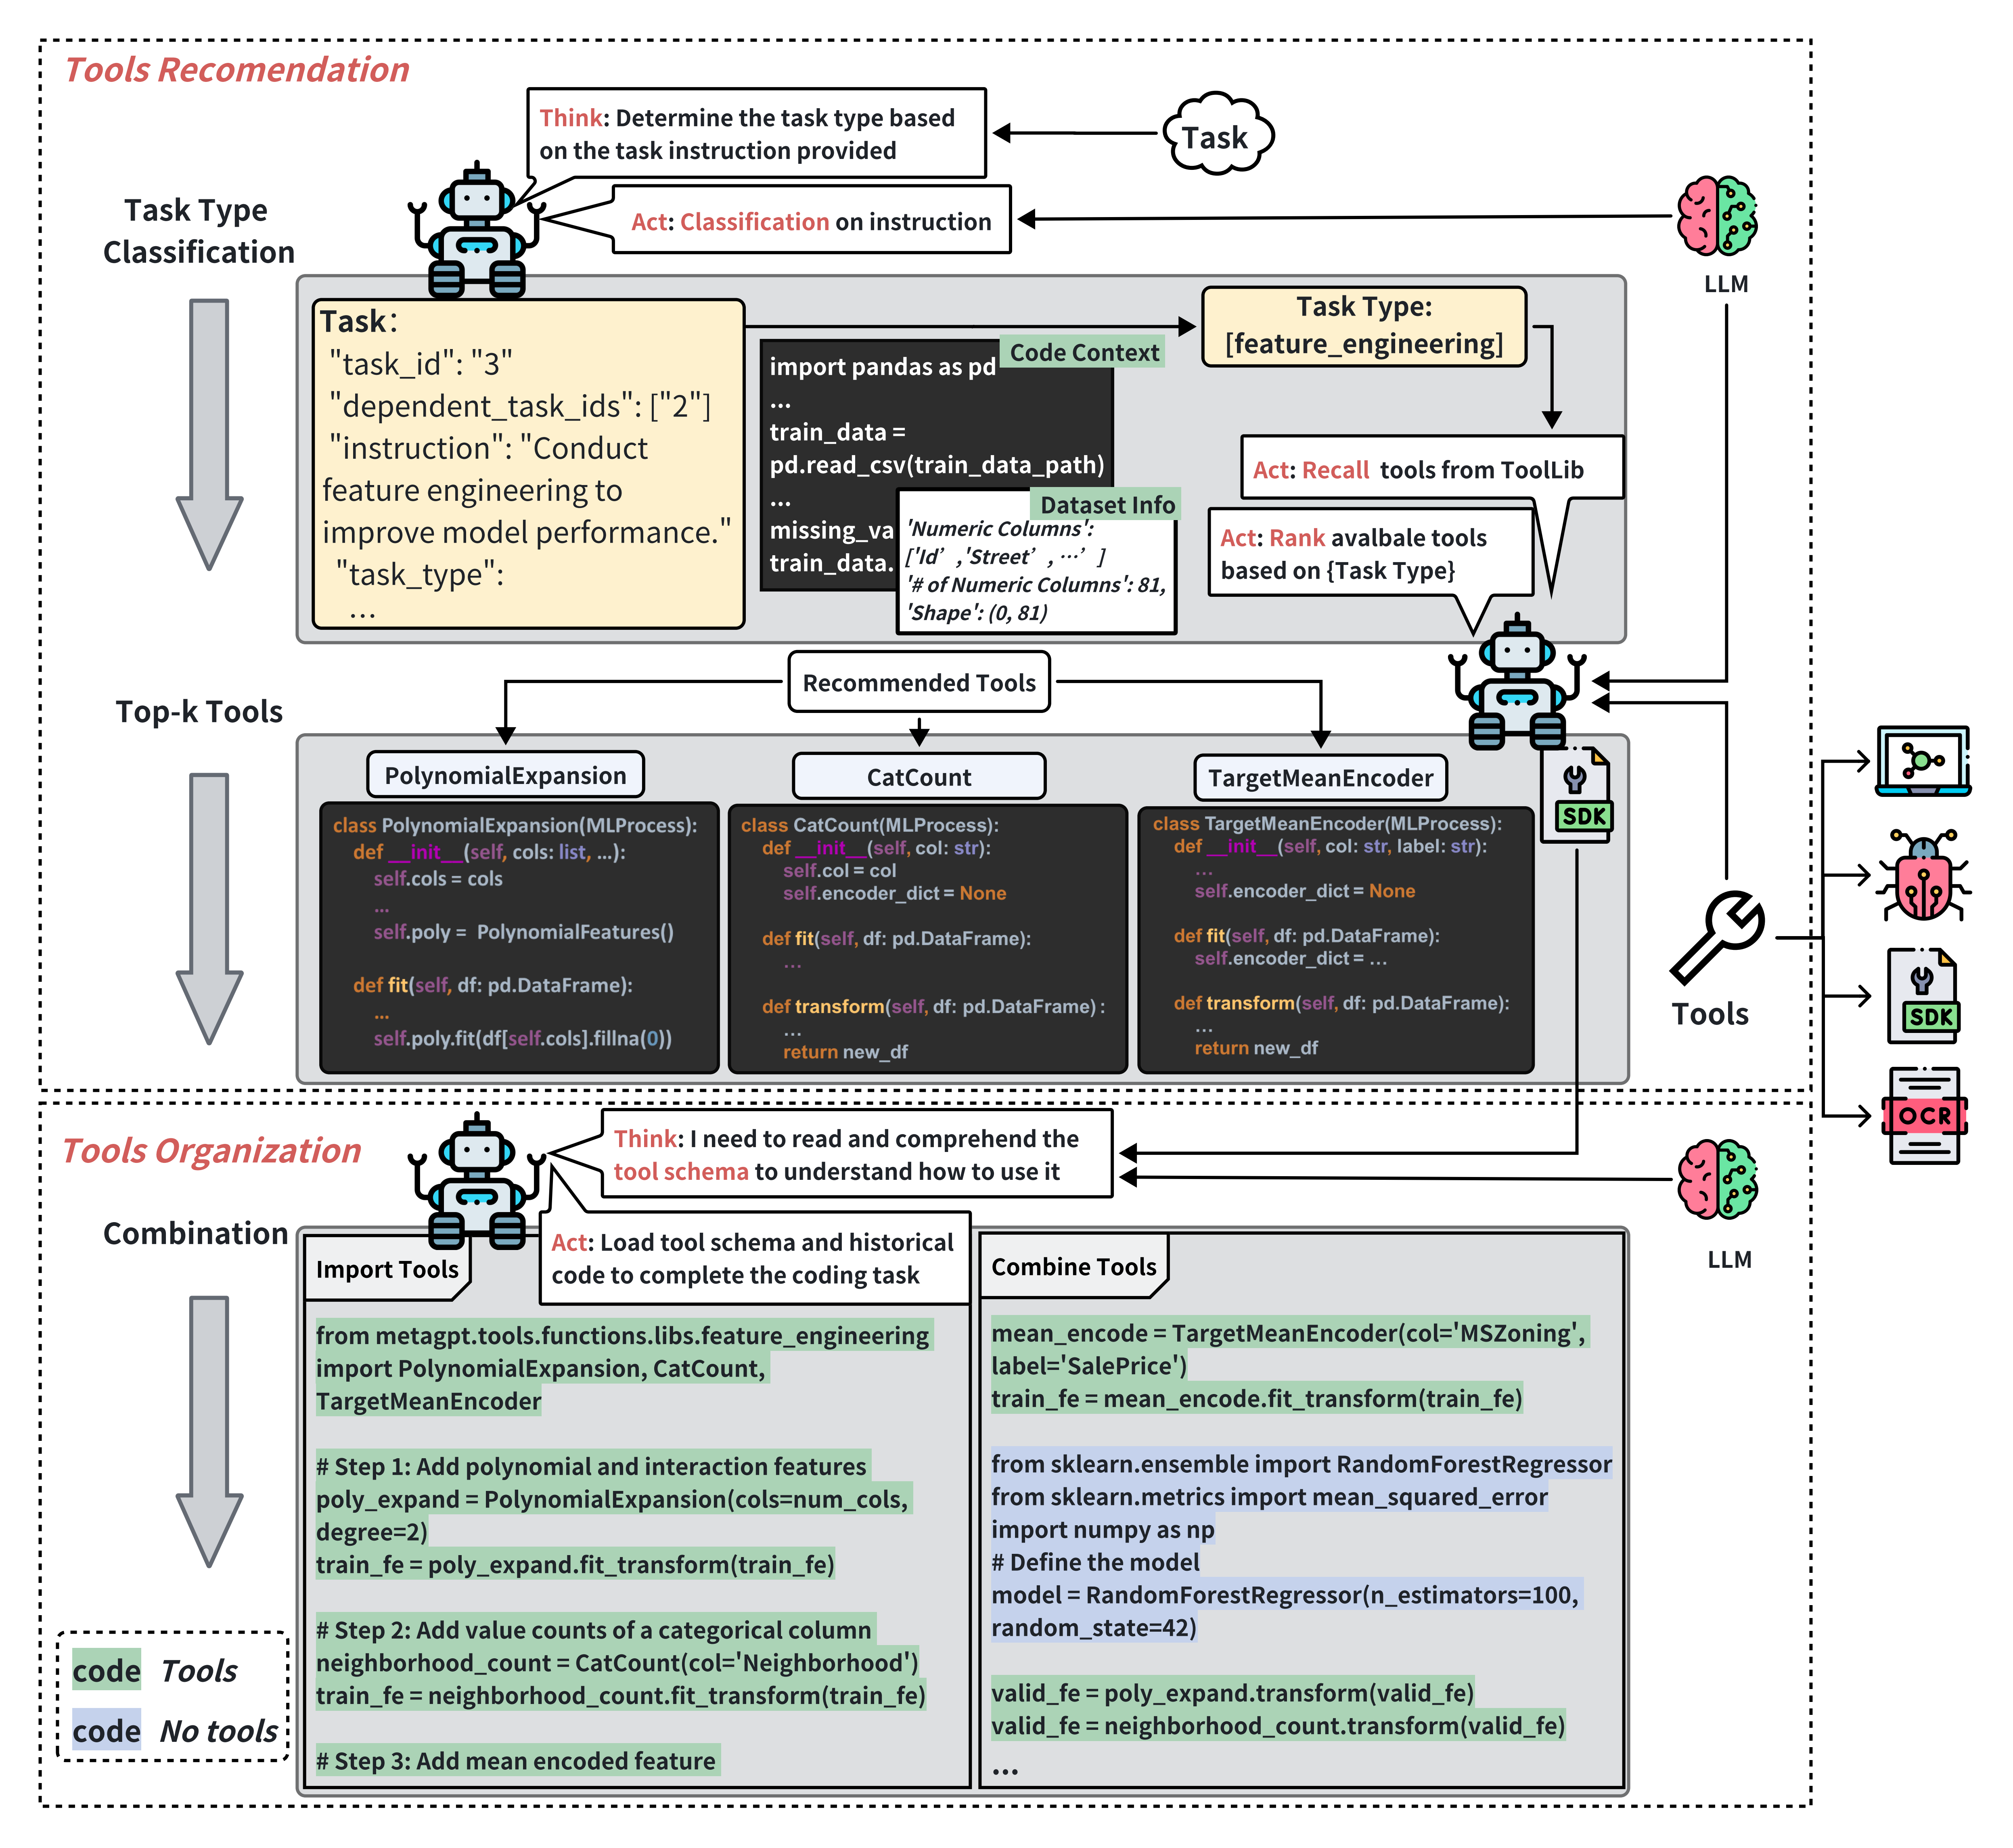 Tools Recomendation
Think: Determine the task type based
on the task instruction provided
Task
Act: Classification on instruction
Task Type
Classification
LLM
Task:
"task_id": "3"
"dependent_task_ids": ["2"]
"instruction": "Conduct
feature engineering to
improve model performance."
"task_type":
...
Code Context
import pandas as pd
...
train_data =
pd.read_csv(train_data_path)
...
missing_va
train_data.
Dataset Info
'Numeric Columns':
['Id’ ,'Street’ , …’ ]
'# of Numeric Columns': 81,
'Shape': (0, 81)
Task Type:
[feature_engineering]
Act: Recall tools from ToolLib
Act: Rank avalbale tools
based on {Task Type}
Recommended Tools
Top-k Tools
PolynomialExpansion
class PolynomialExpansion(MLProcess):
def __init__(self, cols: list, ...):
self.cols = cols
...
self.poly = PolynomialFeatures()
def fit(self, df: pd.DataFrame):
...
self.poly.fit(df[self.cols].fillna(0))
CatCount
class CatCount(MLProcess):
def __init__(self, col: str):
self.col = col
self.encoder_dict = None
def fit(self, df: pd.DataFrame):
...
def transform(self, df: pd.DataFrame) :
...
return new_df
TargetMeanEncoder
class TargetMeanEncoder(MLProcess):
def __init__(self, col: str, label: str):
...
self.encoder_dict = None
def fit(self, df: pd.DataFrame):
self.encoder_dict = ...
def transform(self, df: pd.DataFrame):
...
return new_df
SDK
Tools
SDK
OCR
Tools Organization
Think: I need to read and comprehend the
tool schema to understand how to use it
LLM
Combination
Act: Load tool schema and historical
code to complete the coding task
Import Tools
from metagpt.tools.functions.libs.feature_engineering
import PolynomialExpansion, CatCount,
TargetMeanEncoder
# Step 1: Add polynomial and interaction features
poly_expand = PolynomialExpansion(cols=num_cols,
degree=2)
train_fe = poly_expand.fit_transform(train_fe)
# Step 2: Add value counts of a categorical column
neighborhood_count = CatCount(col='Neighborhood')
train_fe = neighborhood_count.fit_transform(train_fe)
# Step 3: Add mean encoded feature
Combine Tools
mean_encode = TargetMeanEncoder(col='MSZoning',
label='SalePrice')
train_fe = mean_encode.fit_transform(train_fe)
from sklearn.ensemble import RandomForestRegressor
from sklearn.metrics import mean_squared_error
import numpy as np
# Define the model
model = RandomForestRegressor(n_estimators=100,
random_state=42)
valid_fe = poly_expand.transform(valid_fe)
valid_fe = neighborhood_count.transform(valid_fe)
...
code Tools
code No tools